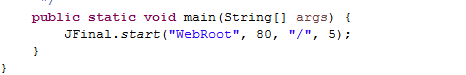 */
public static void main(String[] args) {
JFinal.start("WebRoot", 80, "/", 5);
}
}